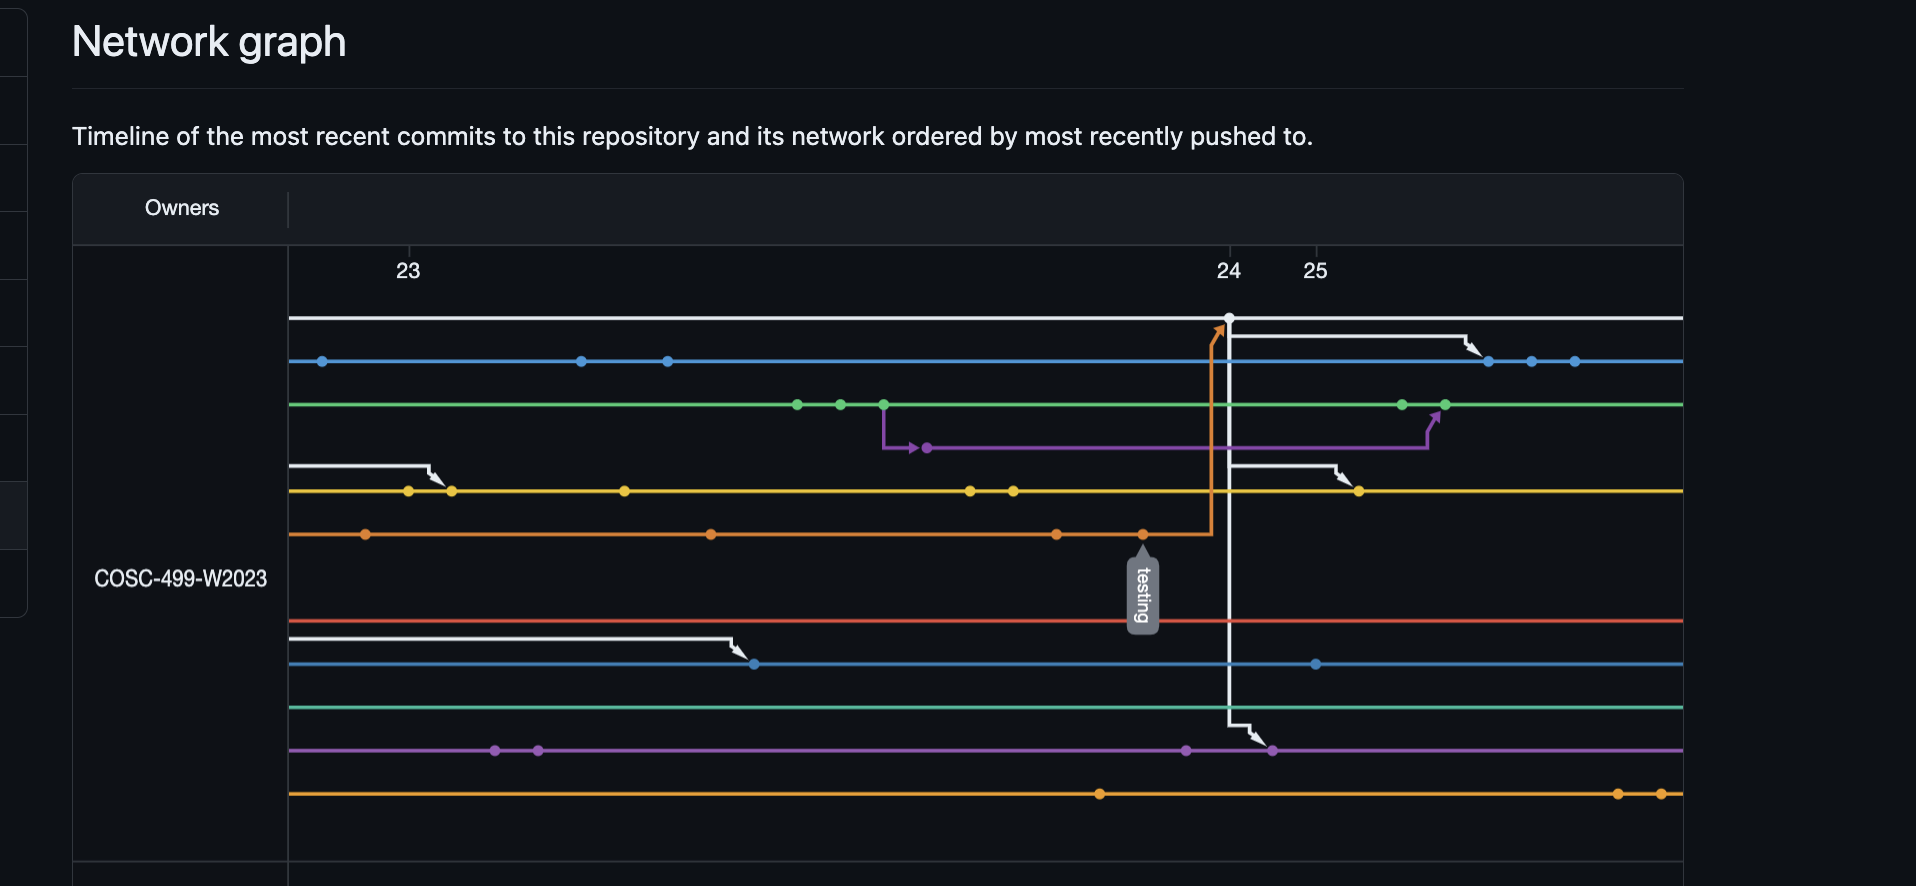 Network graph
Timeline of the most recent commits to this repository and its network ordered by most recently pushed to.
Owners
23 24 25
testing
COSC-499-W2023